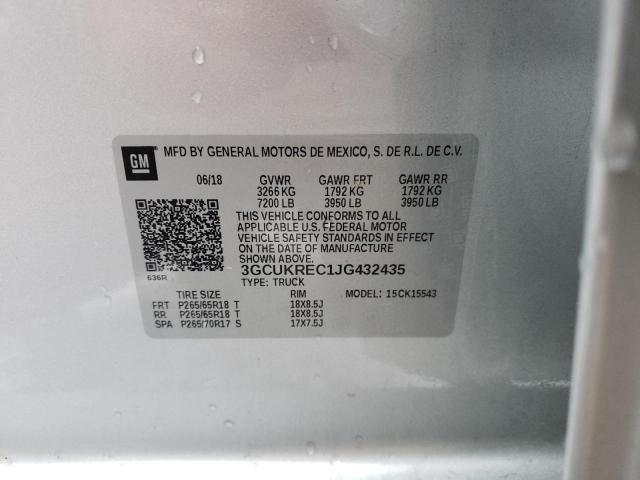 GM
MFD BY GENERAL MOTORS DE MEXICO, S. DE R.L. DE C.V.
06/18 GVWR GAWR FRT GAWR RR
3266 KG 1792 KG 1792 KG
7200 LB 3950 LB 3950 LB
THIS VEHICLE CONFORMS TO ALL
APPLICABLE U.S. FEDERAL MOTOR
VEHICLE SAFETY STANDARDS IN EFFECT
ON THE DATE OF MANUFACTURE
SHOWN ABOVE.
636R 3GCUKREC1JG432435
TYPE: TRUCK
TIRE SIZE RIM MODEL: 15CK15543
FRT P265/65R18 T 18X8.5J
RR P265/65R18 T 18X8.5J
SPA P265/70R17 S 17X7.5J